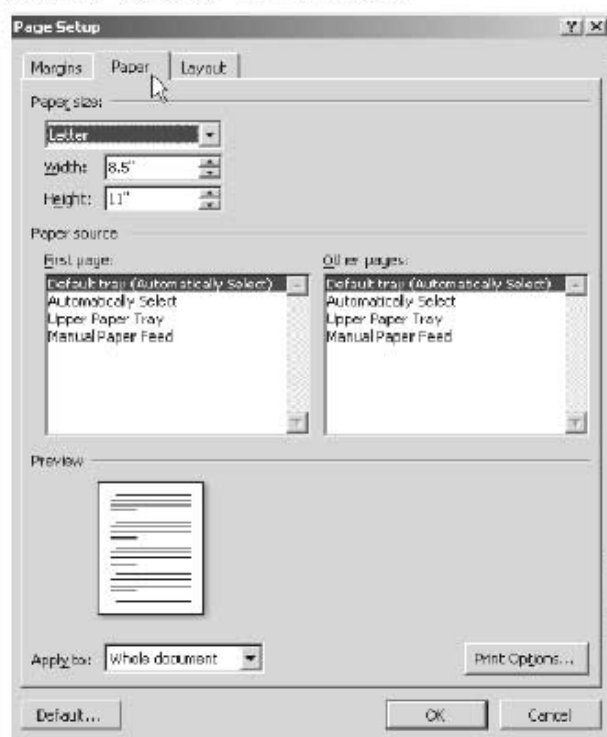 Page Setup
Margins Paper Layout
Paper size:
Letter
Width: 8.5"
Height: 11"
Paper source
First page: Other pages:
Default tray (Automatically Select) Default tray (Automatically Select)
Automatically Select Automatically Select
Upper Paper Tray Upper Paper Tray
Manual Paper Feed Manual Paper Feed
Preview
Apply to: Whole document Print Options...
Default... OK Cancel